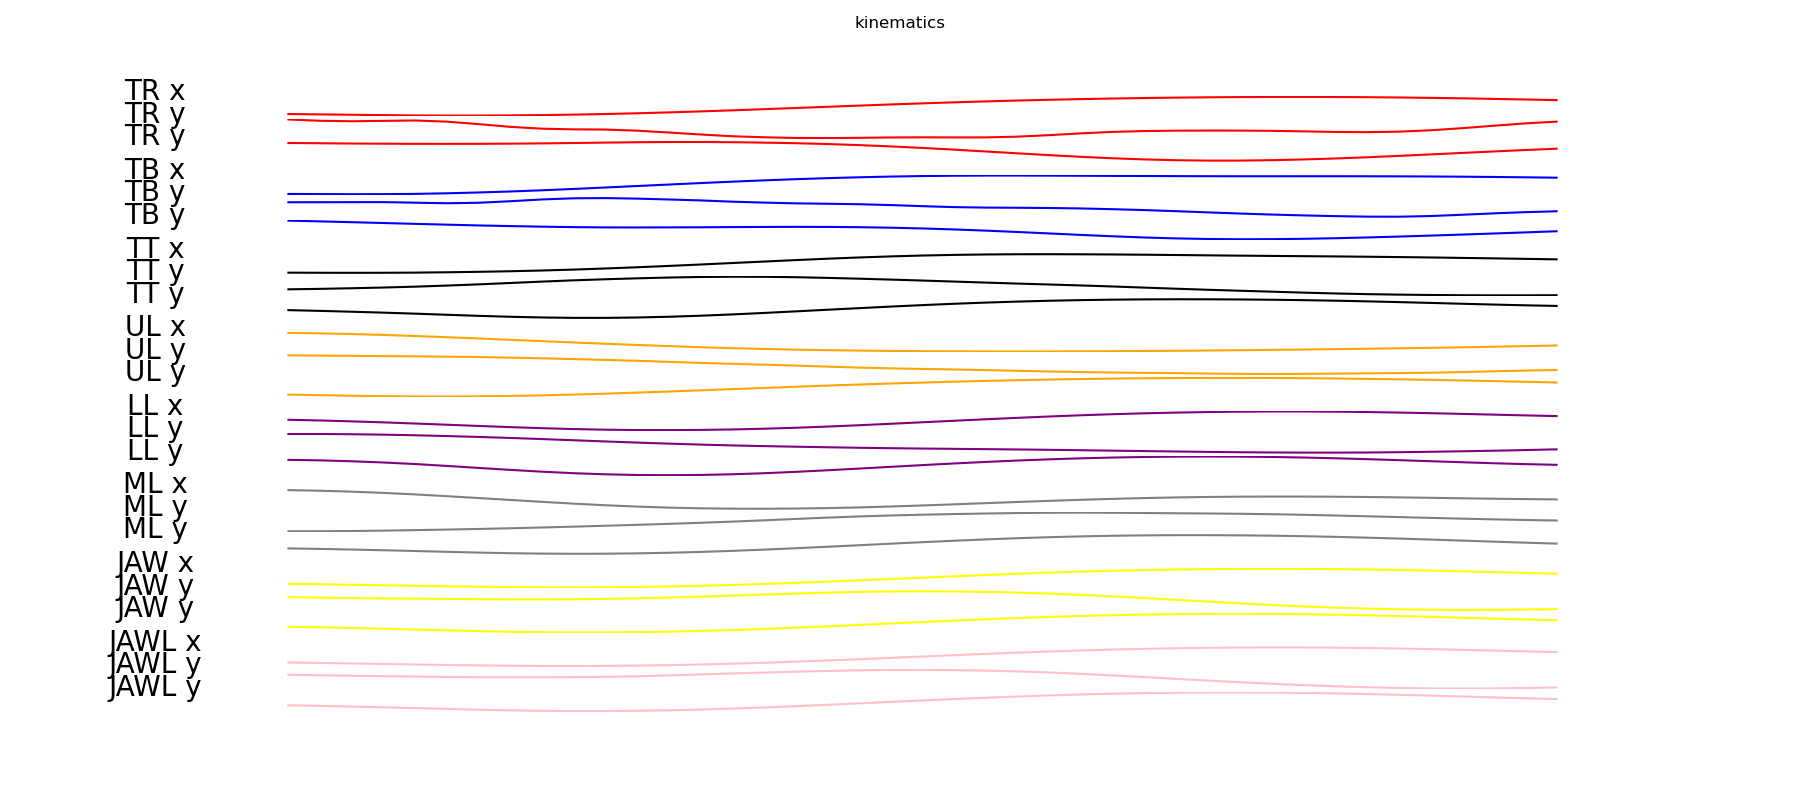 kinematics
TR x
TR y
TR y
TB x
TB y
TB y
TT x
TT y
TT y
UL x
UL y
UL y
LL x
LL y
LL y
ML x
ML y
ML y
JAW x
JAW y
JAW y
JAWL x
JAWL y
JAWL y